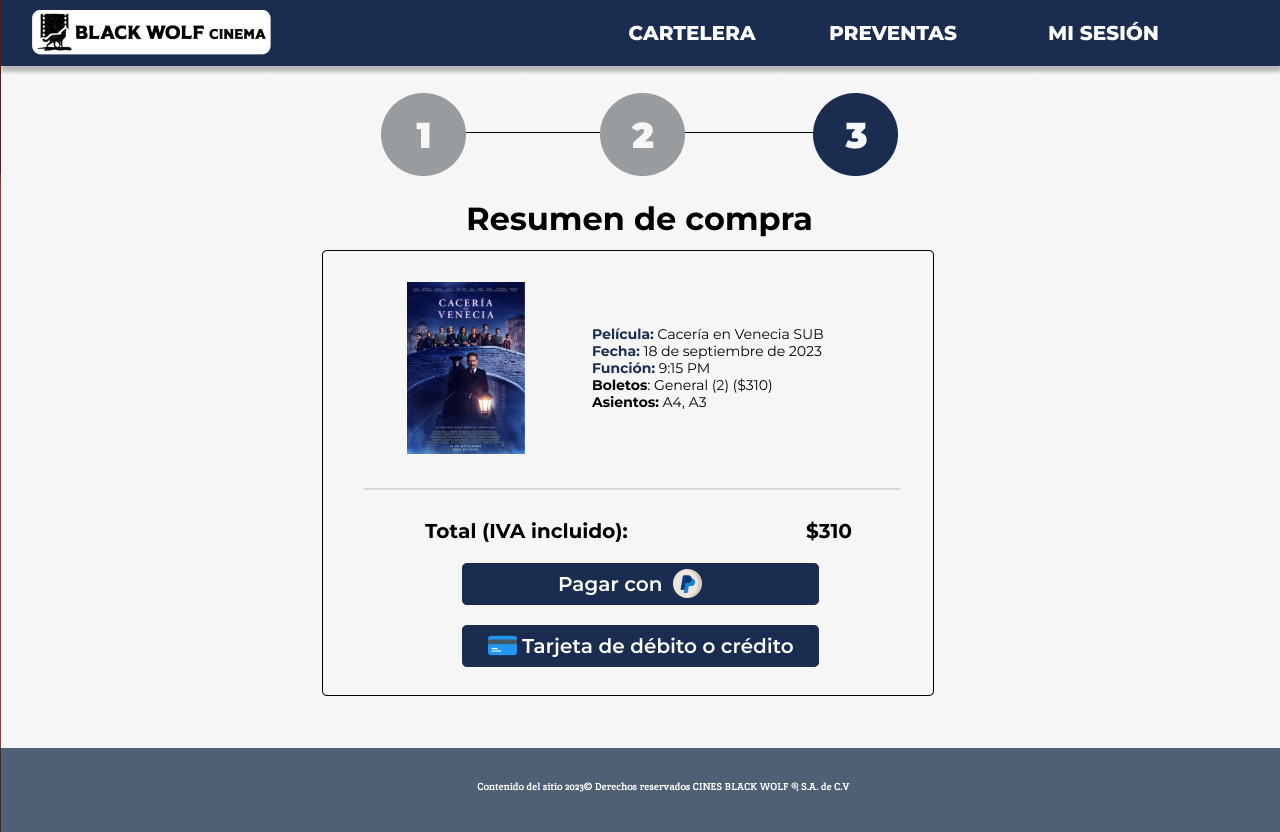 BLACK WOLF CINEMA
CARTELERA
PREVENTAS
MI SESIÓN
1
2
3
Resumen de compra
CACERÍA
VENECIA
Película: Cacería en Venecia SUB
Fecha: 18 de septiembre de 2023
Función: 9:15 PM
Boletos: General (2) ($310)
Asientos: A4, A3
Total (IVA incluido): $310
Pagar con
Tarjeta de débito o crédito
Contenido del sitio 2023© Derechos reservados CINES BLACK WOLF ® S.A. de C.V